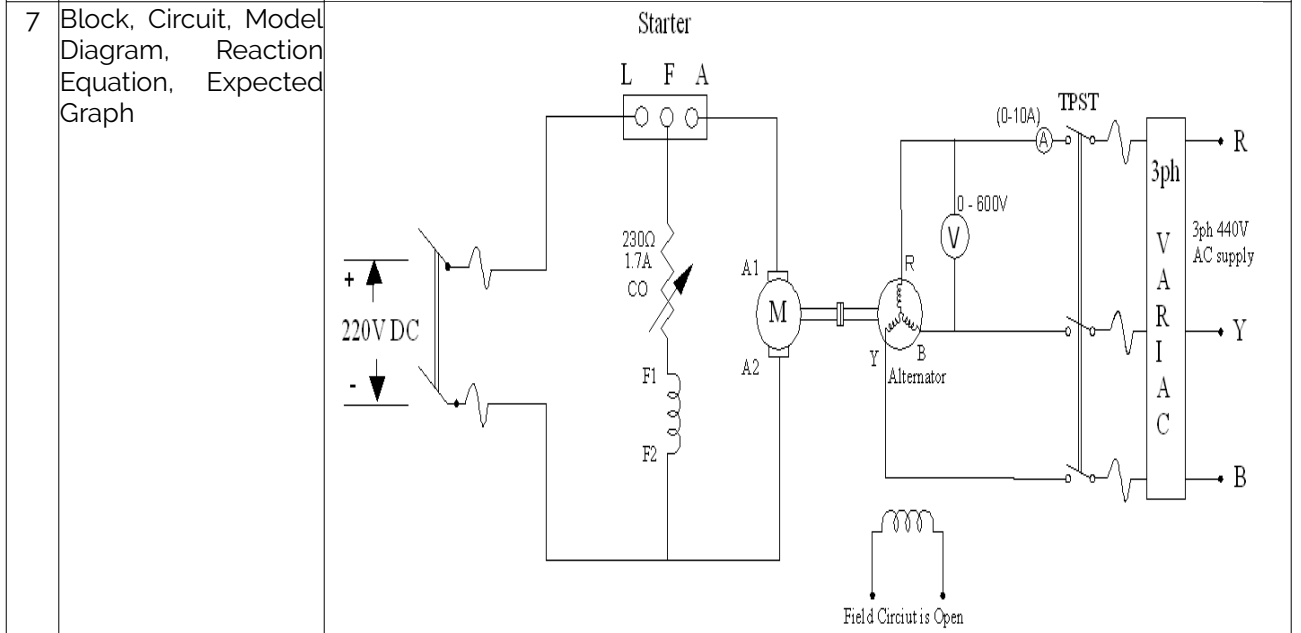 7
Block, Circuit, Model
Diagram, Reaction
Equation, Expected
Graph
Starter
L F A
TPST
(0-10A)
A
R
3ph
0 - 600V
V
230Ω
1.7A
CO
A1
R
V
A
R
I
A
C
3ph 440V
AC supply
+
220V DC
-
M
Y
A2
Y B
Alternator
F1
F2
B
Field Circiut is Open